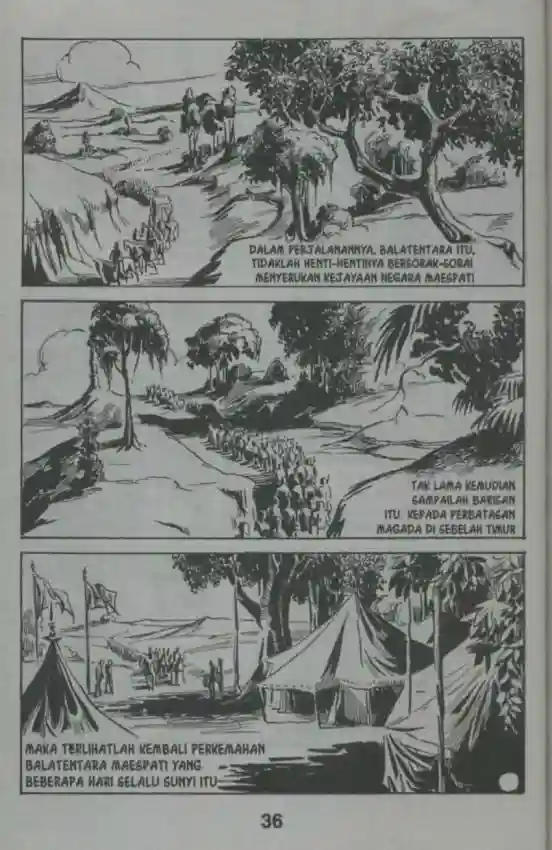 DALAM PERJALANANNYA, BALATENTARA ITU,
TIDAKLAH HENTI-HENTINYA BERSORAK-SORAI
MENYERUKAN KEJAYAAN NEGARA MAESPATI
TAK LAMA KEMUDIAN
SAMPAILAH BARISAN
ITU, KEPADA PERBATASAN
MAGADA DI SEBELAH TIMUR
MAKA TERLIHATLAH KEMBALI PERKEMAHAN
BALATENTARA MAESPATI YANG
BEBERAPA HARI SELALU SUNYI ITU
36